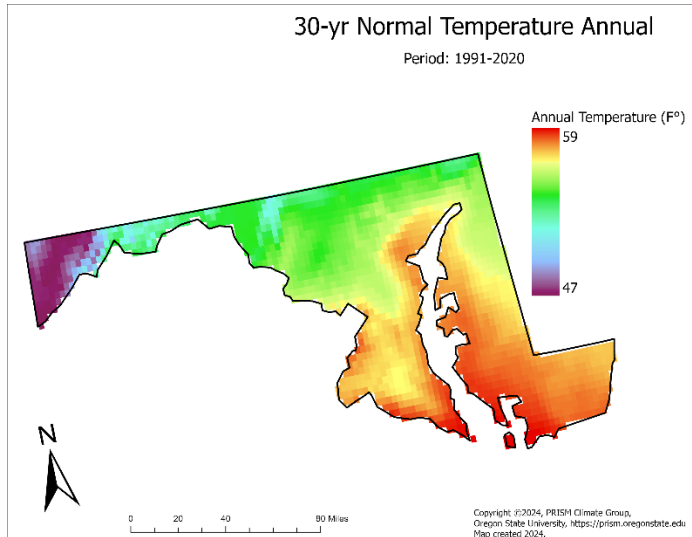 30-yr Normal Temperature Annual
Period: 1991-2020
Annual Temperature (F°)
59
47
N
0 20 40 80 Miles
Copyright ©2024, PRISM Climate Group,
Oregon State University, https://prism.oregonstate.edu
Map created 2024.